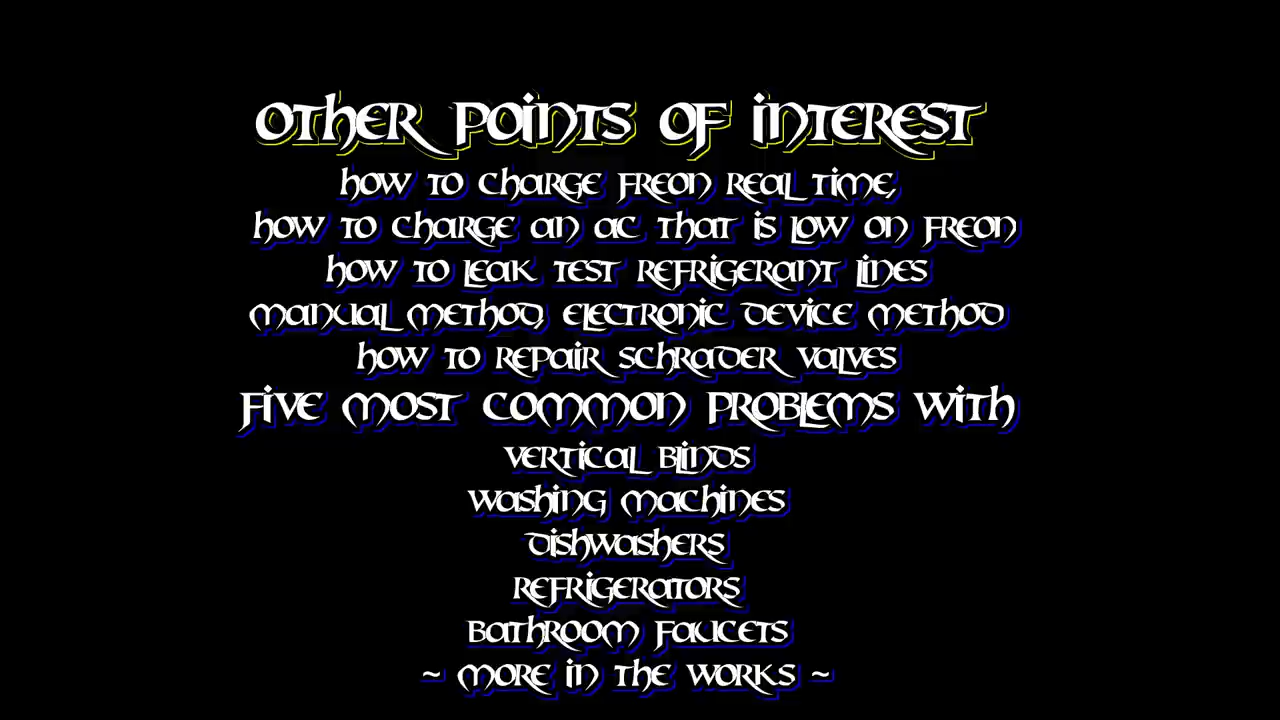 OTHER POINTS OF INTEREST
HOW TO CHARGE FREON REAL TIME,
HOW TO CHARGE AN AC THAT IS LOW ON FREON
HOW TO LEAK TEST REFRIGERANT LINES
MANUAL METHOD, ELECTRONIC DEVICE METHOD
HOW TO REPAIR SCHRADER VALVES
FIVE MOST COMMON PROBLEMS WITH
VERTICAL BLINDS
WASHING MACHINES
DISHWASHERS
REFRIGERATORS
BATHROOM FAUCETS
~ MORE IN THE WORKS ~